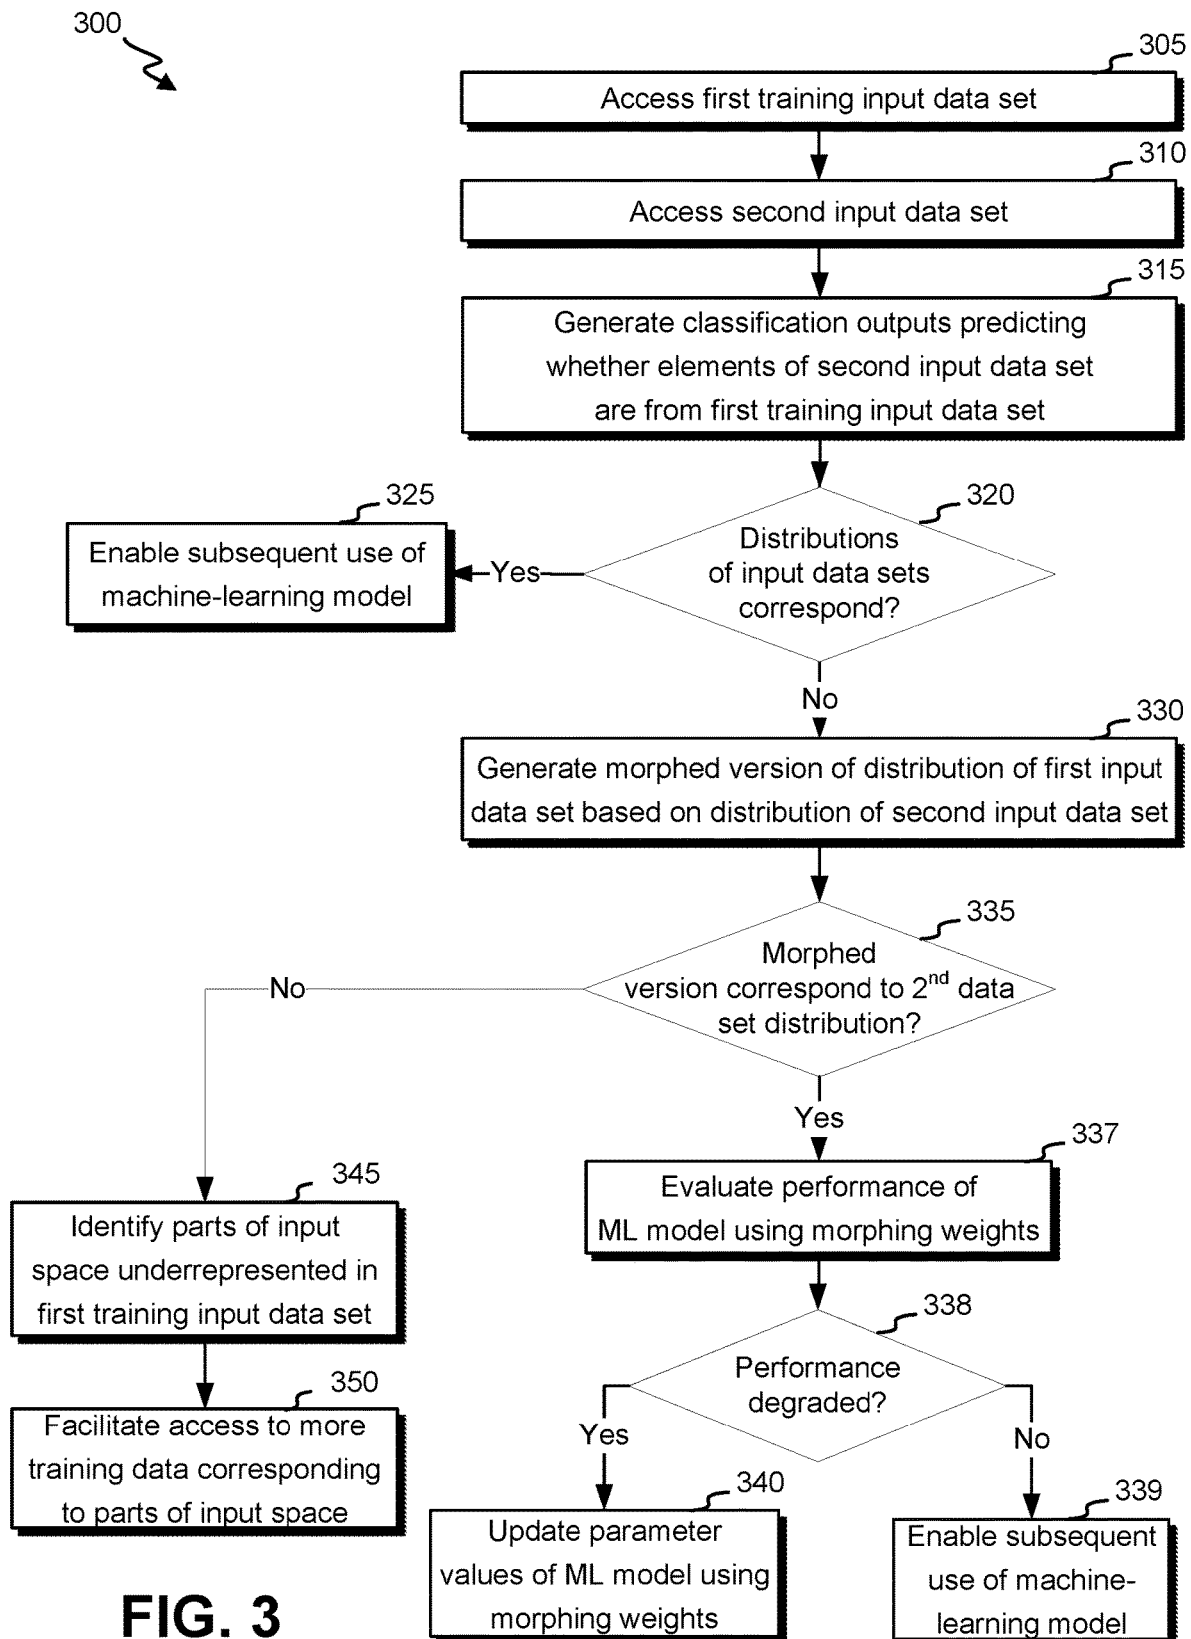 300
305
Access first training input data set
310
Access second input data set
315
Generate classification outputs predicting
whether elements of second input data set
are from first training input data set
320
Distributions
of input data sets
correspond?
Yes
325
Enable subsequent use of
machine-learning model
No
330
Generate morphed version of distribution of first input
data set based on distribution of second input data set
335
Morphed
version correspond to 2nd data
set distribution?
No
Yes
337
Evaluate performance of
ML model using morphing weights
345
Identify parts of input
space underrepresented in
first training input data set
338
Performance
degraded?
350
Facilitate access to more
training data corresponding
to parts of input space
Yes
No
340
Update parameter
values of ML model using
morphing weights
339
Enable subsequent
use of machine-
learning model
FIG. 3